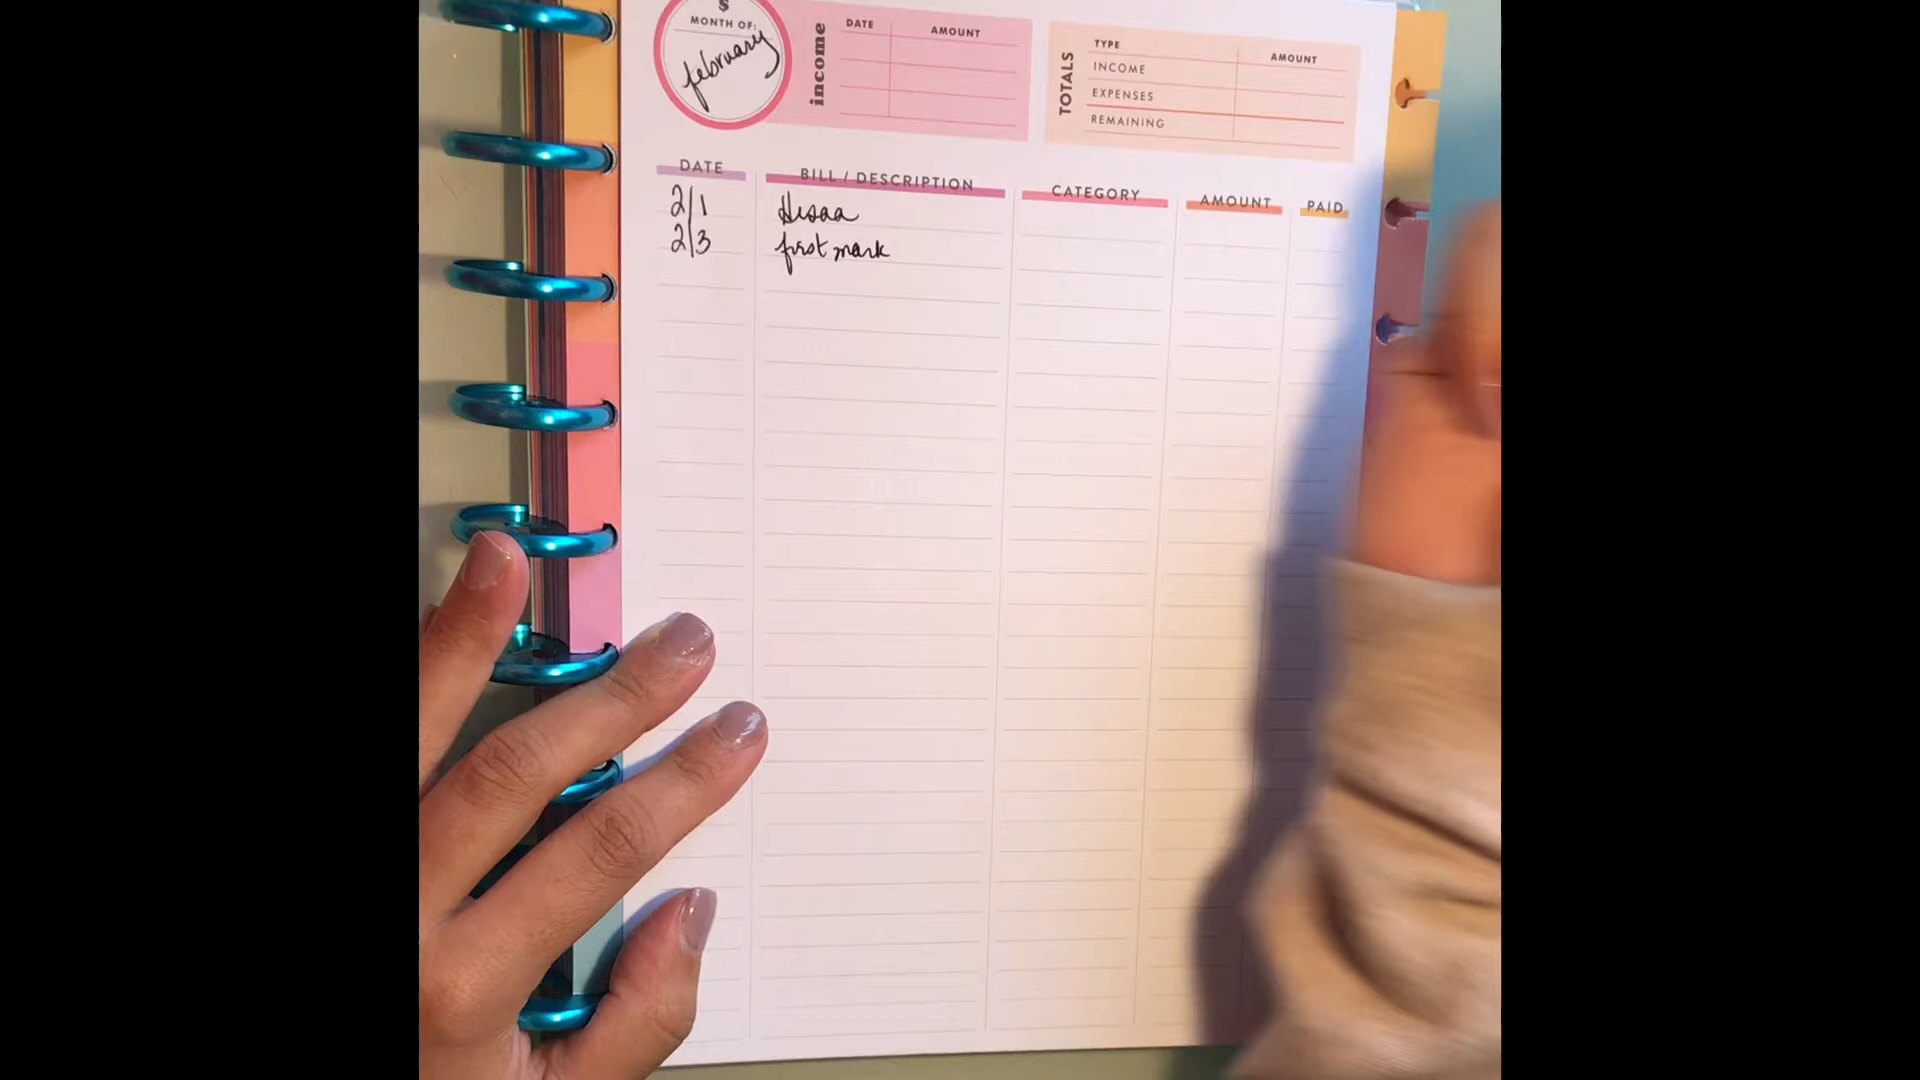 $
MONTH OF:
february
income
DATE AMOUNT
TOTALS
TYPE AMOUNT
INCOME
EXPENSES
REMAINING
DATE BILL / DESCRIPTION CATEGORY AMOUNT PAID
2/1
2/3 first mark